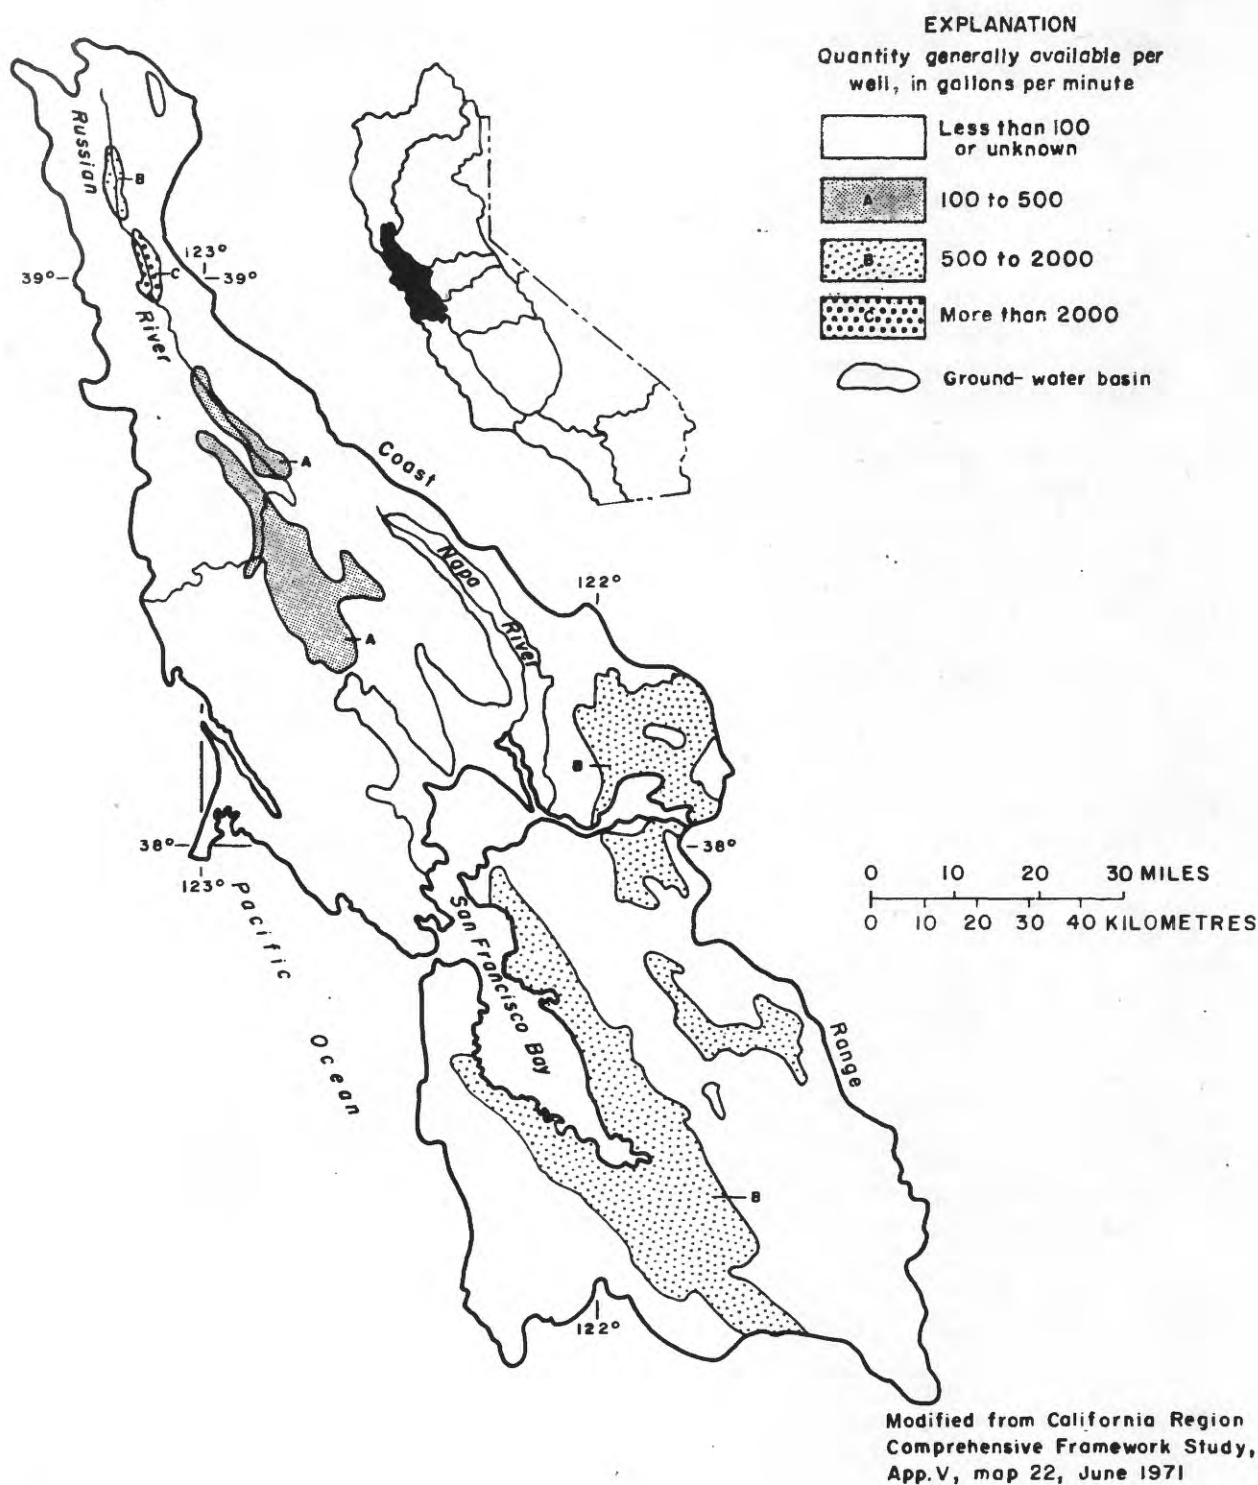 EXPLANATION
Quantity generally available per
well, in gallons per minute
Less than 100
or unknown
A
100 to 500
B
500 to 2000
C
More than 2000
Ground-water basin
Russian
River
B
C
123°
39°
39°
A
Coast
Napa
River
122°
A
B
38°
38°
123°
Pacific
Ocean
San Francisco Bay
Range
B
122°
0 10 20 30 MILES
0 10 20 30 40 KILOMETRES
Modified from California Region
Comprehensive Framework Study,
App. V, map 22, June 1971